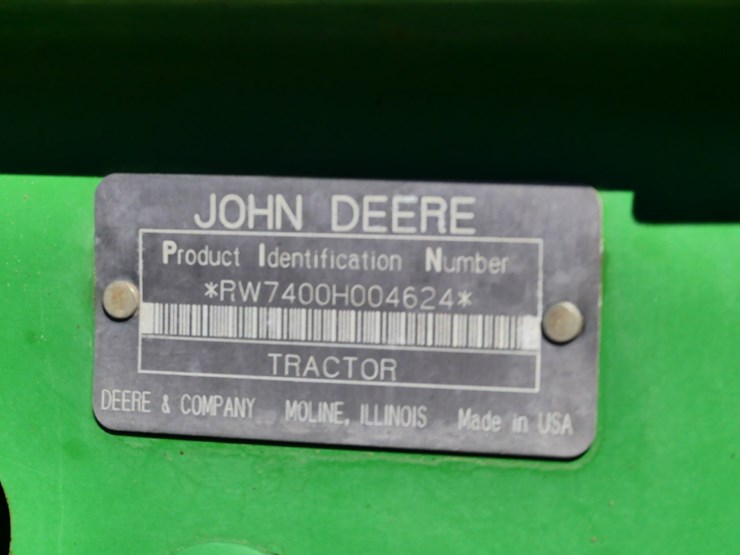 JOHN DEERE
Product Identification Number
*RW7400H004624*
TRACTOR
DEERE & COMPANY MOLINE, ILLINOIS Made in USA